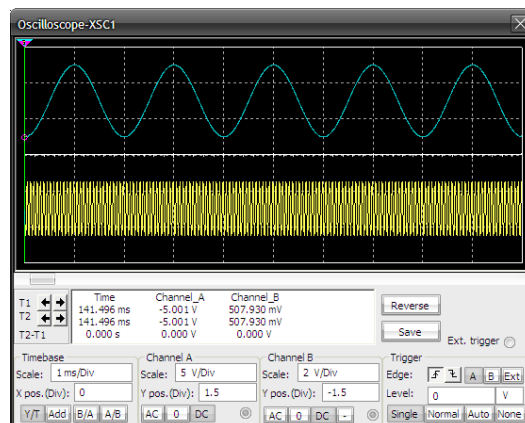 Oscilloscope-XSC1
Time Channel_A Channel_B
T1 141.496 ms -5.001 V 507.930 mV
T2 141.496 ms -5.001 V 507.930 mV
T2-T1 0.000 s 0.000 V 0.000 V
Reverse
Save
Ext. trigger
Timebase
Scale: 1 ms/Div
X pos.(Div): 0
Y/T Add B/A A/B
Channel A
Scale: 5 V/Div
Y pos.(Div): 1.5
AC 0 DC
Channel B
Scale: 2 V/Div
Y pos.(Div): -1.5
AC 0 DC -
Trigger
Edge: A B Ext
Level: 0 V
Single Normal Auto None